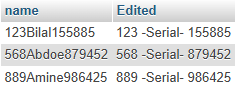 name Edited
123Bilal155885 123 -Serial- 155885
568Abdoe879452 568 -Serial- 879452
889Amine986425 889 -Serial- 986425